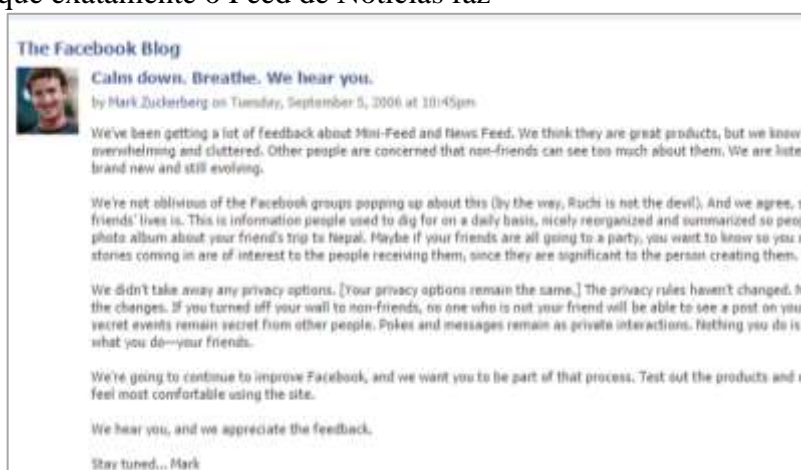 que exatamente o Feed de Notícias faz
The Facebook Blog
Calm down. Breathe. We hear you.
by Mark Zuckerberg on Tuesday, September 5, 2006 at 10:45pm
We've been getting a lot of feedback about Mini-Feed and News Feed. We think they are great products, but we know
overwhelming and cluttered. Other people are concerned that non-friends can see too much about them. We are liste
brand new and still evolving.
We're not oblivious of the Facebook groups popping up about this (by the way, Ruchi is not the devil). And we agree, s
friends' lives is. This is information people used to dig for on a daily basis, nicely reorganized and summarized so peop
photo album about your friend's trip to Nepal. Maybe if your friends are all going to a party, you want to know so you
stories coming in are of interest to the people receiving them, since they are significant to the person creating them.
We didn't take away any privacy options. [Your privacy options remain the same.] The privacy rules haven't changed. N
the changes. If you turned off your wall to non-friends, no one who is not your friend will be able to see a post on you
secret events remain secret from other people. Pokes and messages remain as private interactions. Nothing you do is
what you do—your friends.
We're going to continue to improve Facebook, and we want you to be part of that process. Test out the products and
feel most comfortable using the site.
We hear you, and we appreciate the feedback.
Stay tuned... Mark